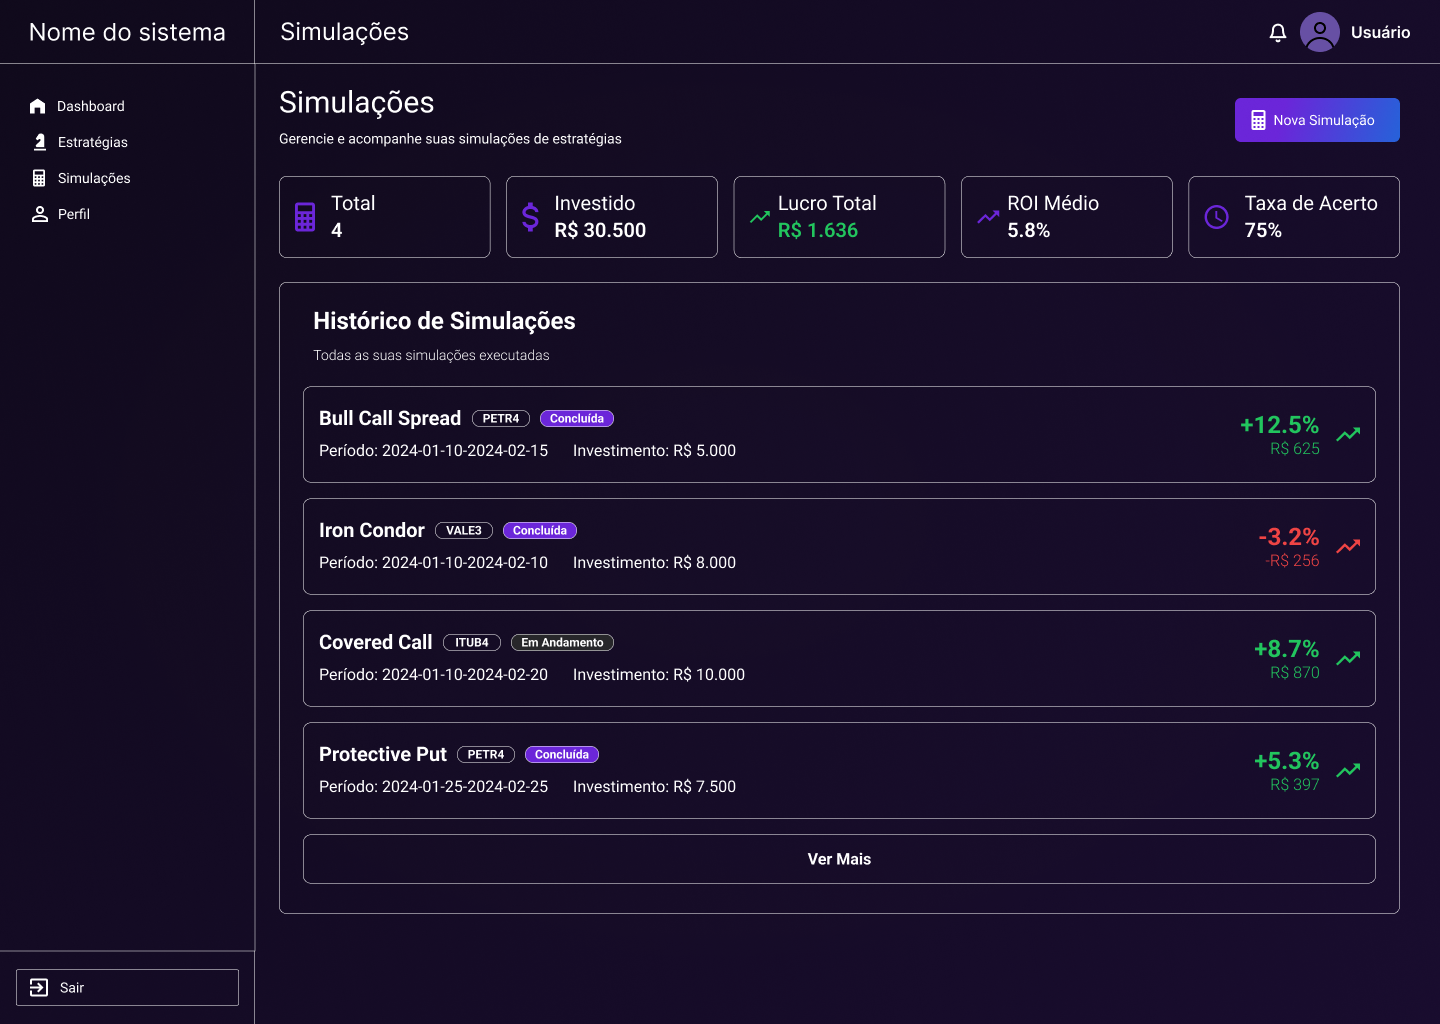 Nome do sistema
Simulações
Usuário
Dashboard
Estratégias
Simulações
Perfil
Sair
Simulações
Gerencie e acompanhe suas simulações de estratégias
Nova Simulação
Total
4
Investido
R$ 30.500
Lucro Total
R$ 1.636
ROI Médio
5.8%
Taxa de Acerto
75%
Histórico de Simulações
Todas as suas simulações executadas
Bull Call Spread PETR4 Concluída
Período: 2024-01-10-2024-02-15 Investimento: R$ 5.000
+12.5%
R$ 625
Iron Condor VALE3 Concluída
Período: 2024-01-10-2024-02-10 Investimento: R$ 8.000
-3.2%
-R$ 256
Covered Call ITUB4 Em Andamento
Período: 2024-01-10-2024-02-20 Investimento: R$ 10.000
+8.7%
R$ 870
Protective Put PETR4 Concluída
Período: 2024-01-25-2024-02-25 Investimento: R$ 7.500
+5.3%
R$ 397
Ver Mais